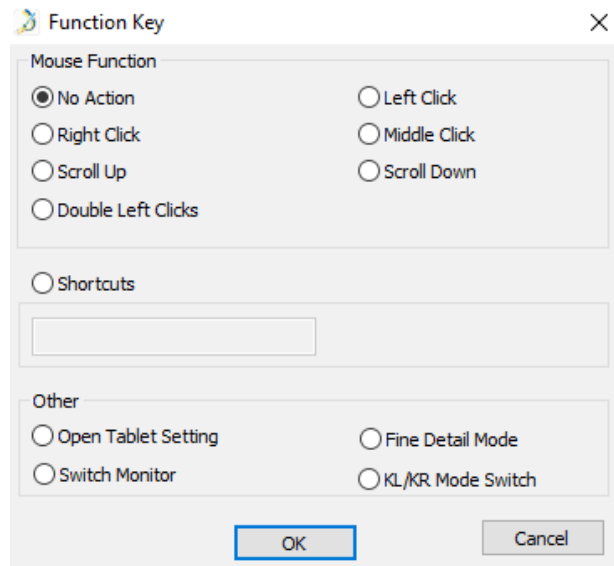 Function Key
Mouse Function
No Action
Left Click
Right Click
Middle Click
Scroll Up
Scroll Down
Double Left Clicks
Shortcuts
Other
Open Tablet Setting
Fine Detail Mode
Switch Monitor
KL/KR Mode Switch
OK
Cancel